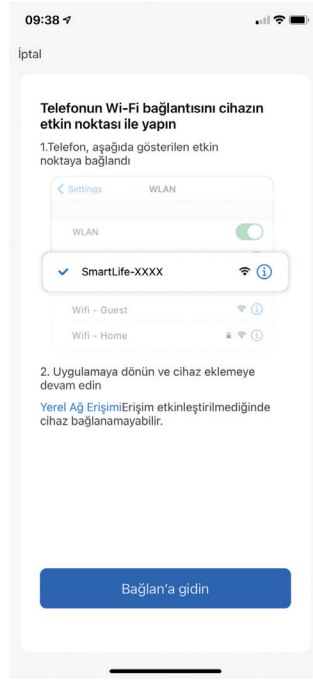 09:38
İptal
Telefonun Wi-Fi bağlantısını cihazın
etkin noktası ile yapın
1.Telefon, aşağıda gösterilen etkin
noktaya bağlandı
Settings WLAN
WLAN
SmartLife-XXXX
Wifi - Guest
Wifi - Home
2. Uygulamaya dönün ve cihaz eklemeye
devam edin
Yerel Ağ ErişimiErişim etkinleştirilmediğinde
cihaz bağlanamayabilir.
Bağlan'a gidin